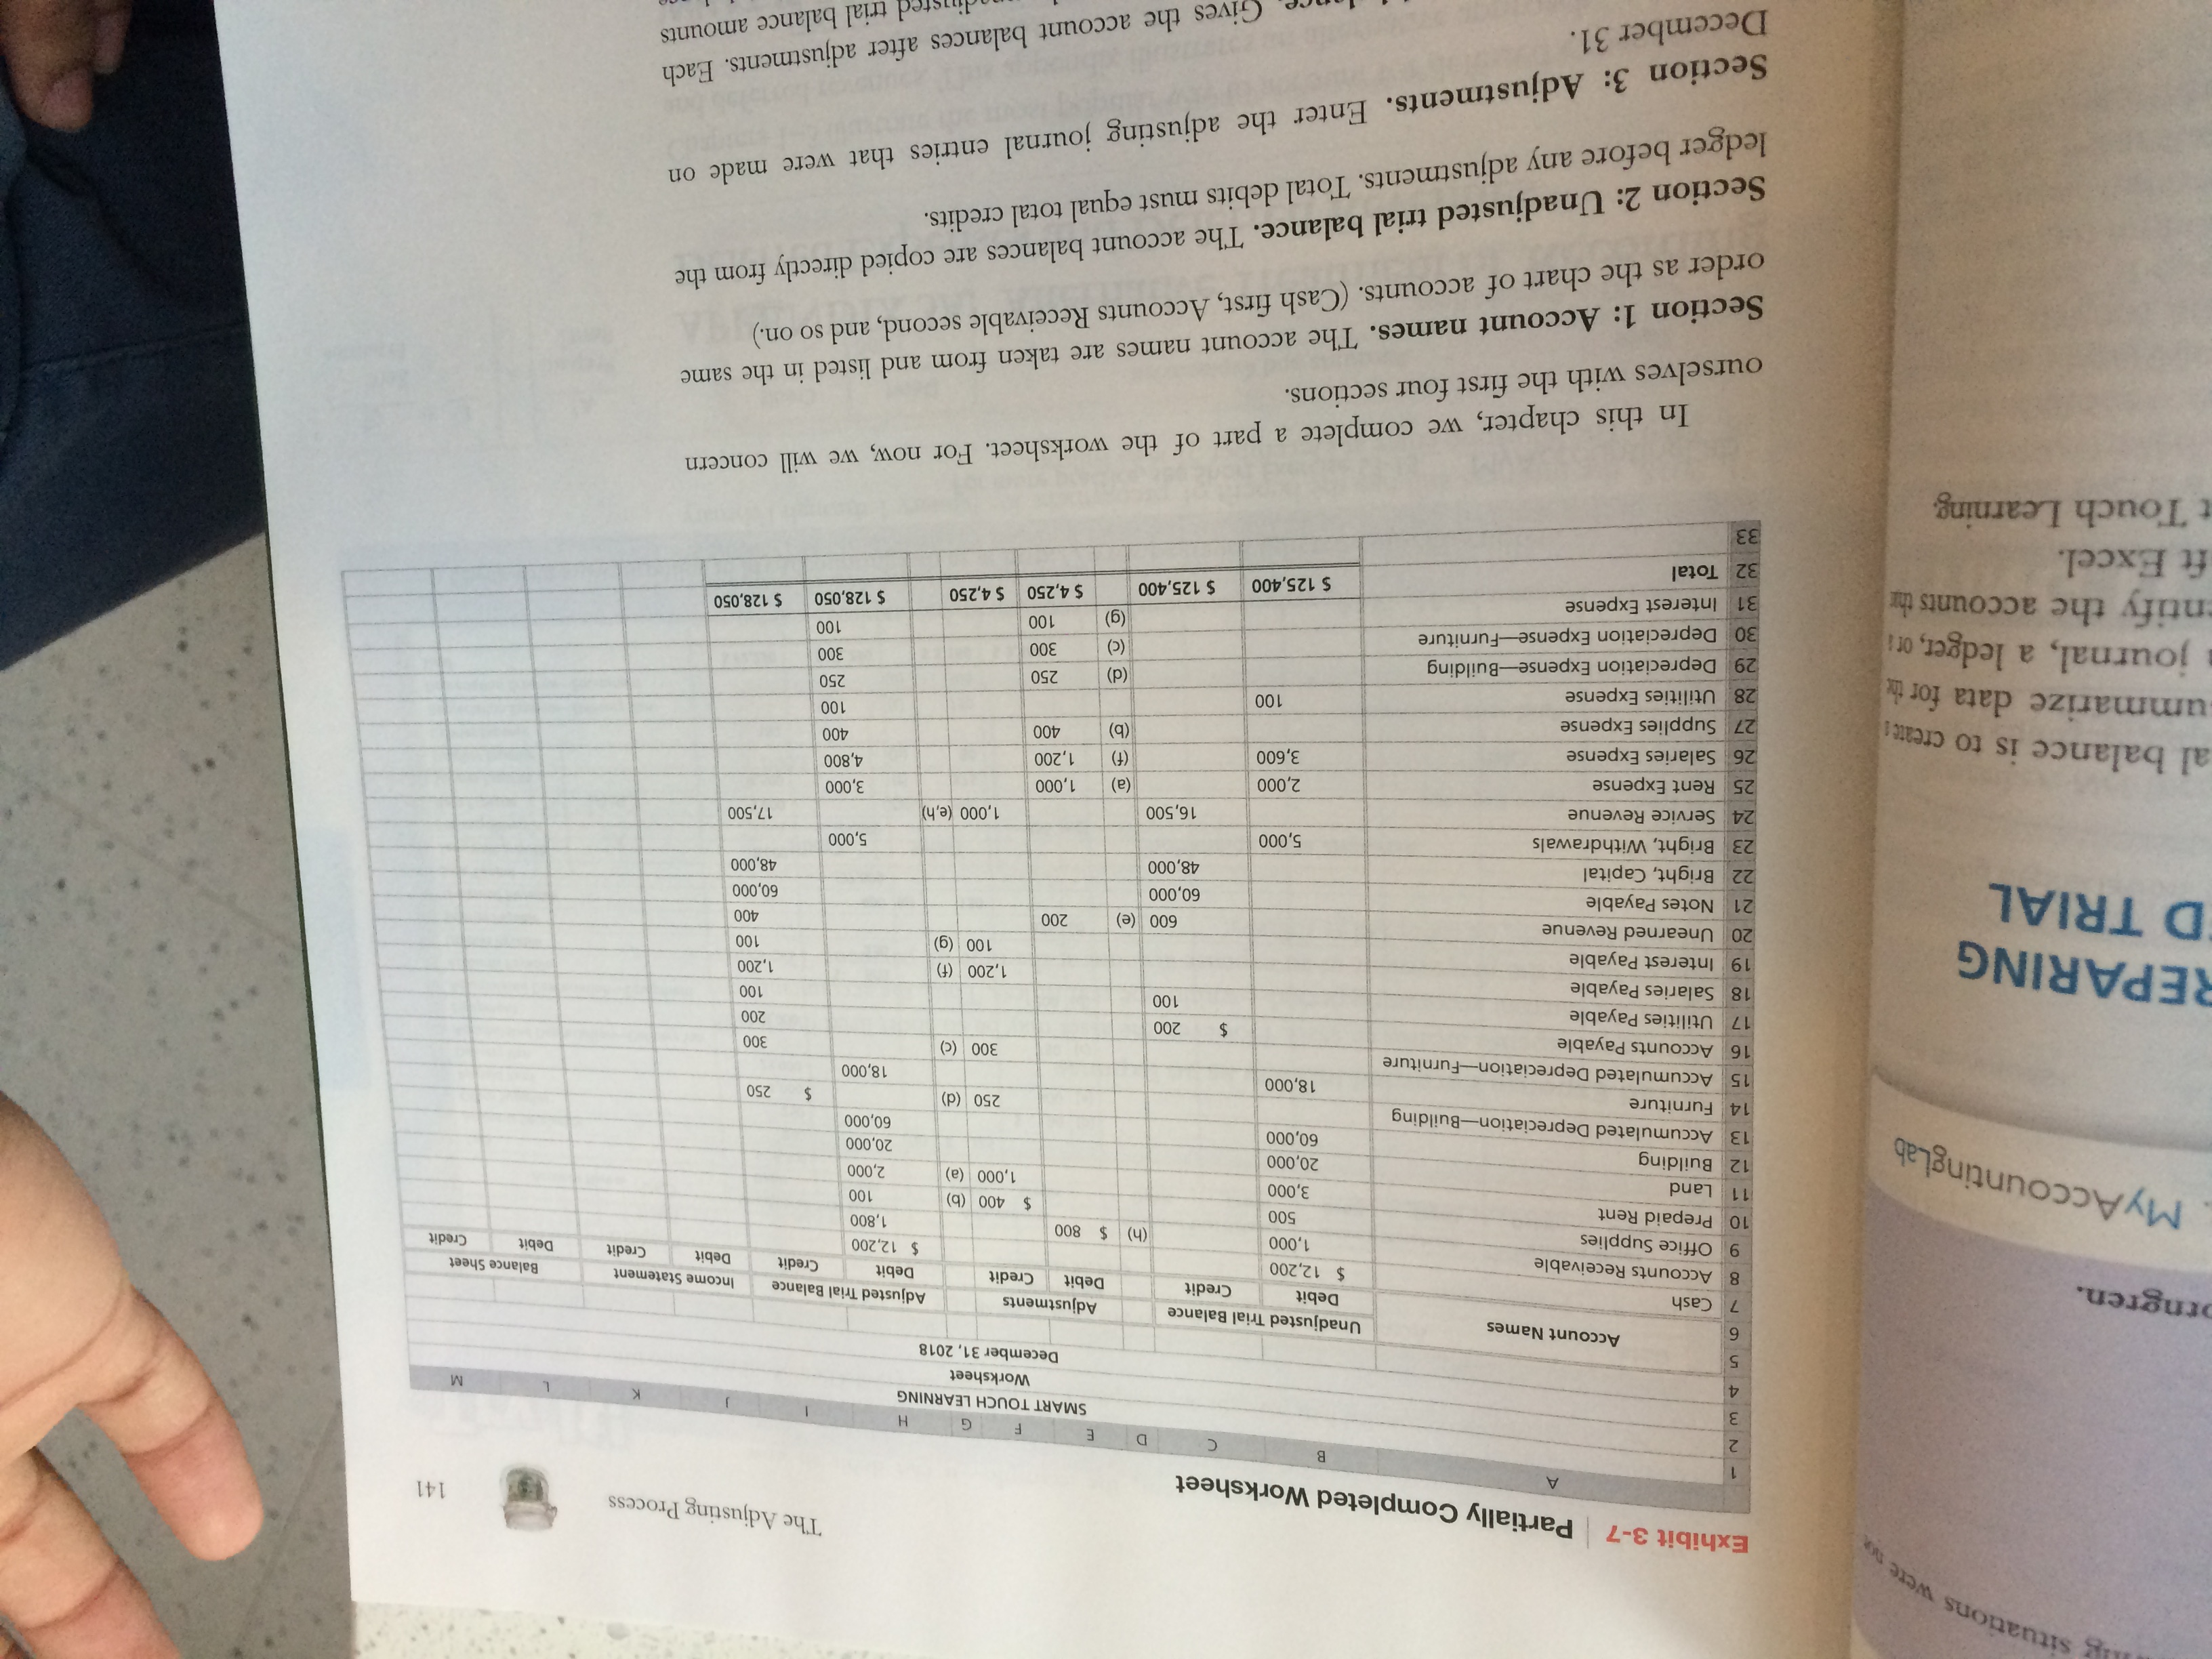 Exhibit 3-7 | Partially Completed Worksheet
The Adjusting Process 141
A B C D E F G H I J K L M
1
2 SMART TOUCH LEARNING
3 Worksheet
4 December 31, 2018
5
6 Account Names Unadjusted Trial Balance Adjustments Adjusted Trial Balance Income Statement Balance Sheet
Debit Credit Debit Credit Debit Credit Debit Credit Debit Credit
7 Cash $ 12,200 $ 12,200
8 Accounts Receivable 1,000 (h) $ 800 1,800
9 Office Supplies 500 $ 400 (b) 100
10 Prepaid Rent 3,000 1,000 (a) 2,000
11 Land 20,000 20,000
12 Building 60,000 60,000
13 Accumulated Depreciation—Building 250 (d) $ 250
14 Furniture 18,000 18,000
15 Accumulated Depreciation—Furniture 300 (c) 300
16 Accounts Payable $ 200 200
17 Utilities Payable 100 100
18 Salaries Payable 1,200 (f) 1,200
19 Interest Payable 100 (g) 100
20 Unearned Revenue 600 (e) 200 400
21 Notes Payable 60,000 60,000
22 Bright, Capital 48,000 48,000
23 Bright, Withdrawals 5,000 5,000
24 Service Revenue 16,500 1,000 (e,h) 17,500
25 Rent Expense 2,000 (a) 1,000 3,000
26 Salaries Expense 3,600 (f) 1,200 4,800
27 Supplies Expense (b) 400 400
28 Utilities Expense 100 100
29 Depreciation Expense—Building (d) 250 250
30 Depreciation Expense—Furniture (c) 300 300
31 Interest Expense (g) 100 100
32 Total $ 125,400 $ 125,400 $ 4,250 $ 4,250 $ 128,050 $ 128,050
33
In this chapter, we complete a part of the worksheet. For now, we will concern
ourselves with the first four sections.
Section 1: Account names. The account names are taken from and listed in the same
order as the chart of accounts. (Cash first, Accounts Receivable second, and so on.)
Section 2: Unadjusted trial balance. The account balances are copied directly from the
ledger before any adjustments. Total debits must equal total credits.
Section 3: Adjustments. Enter the adjusting journal entries that were made on
December 31.
Gives the account balances after adjustments. Each
trial balance amounts
situations were
MyAccountingLab
TRIAL
balance is to create
data for
journal, a ledger, or
the accounts
Excel.
Touch Learning